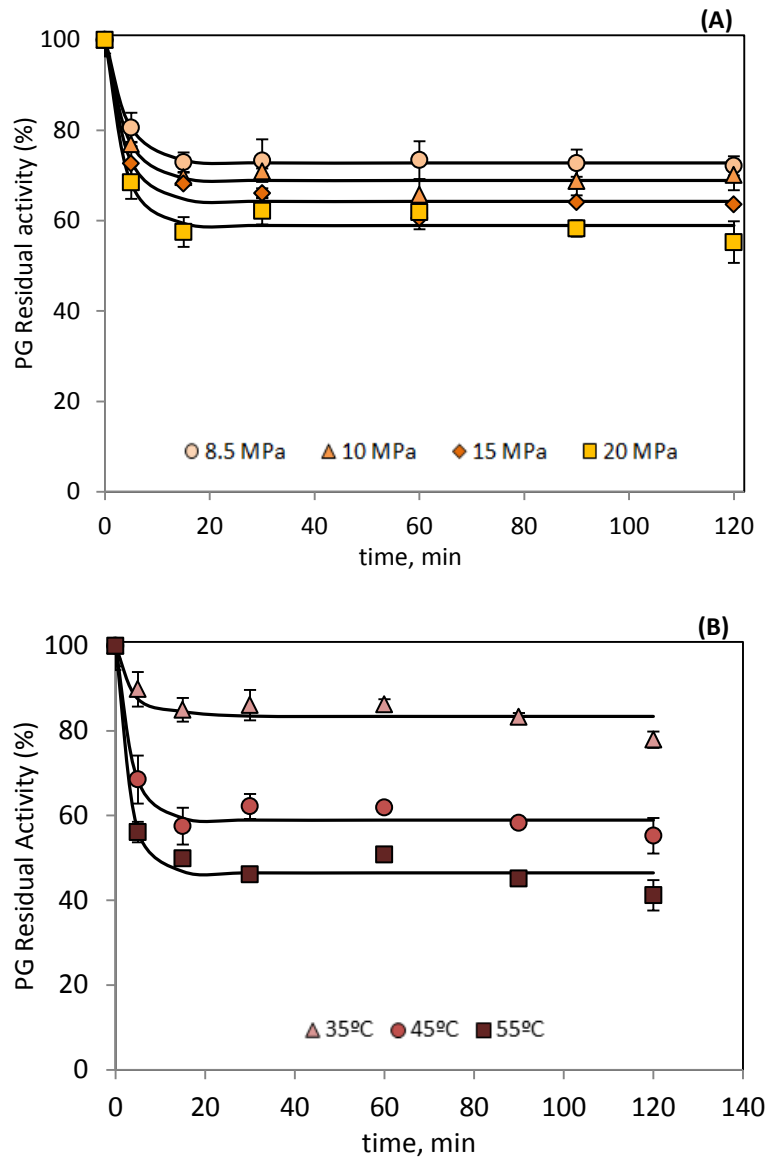 (A)
100
80
60
40
20
0
PG Residual activity (%)
8.5 MPa 10 MPa 15 MPa 20 MPa
0 20 40 60 80 100 120
time, min
(B)
100
80
60
40
20
0
PG Residual Activity (%)
35ºC 45ºC 55ºC
0 20 40 60 80 100 120 140
time, min